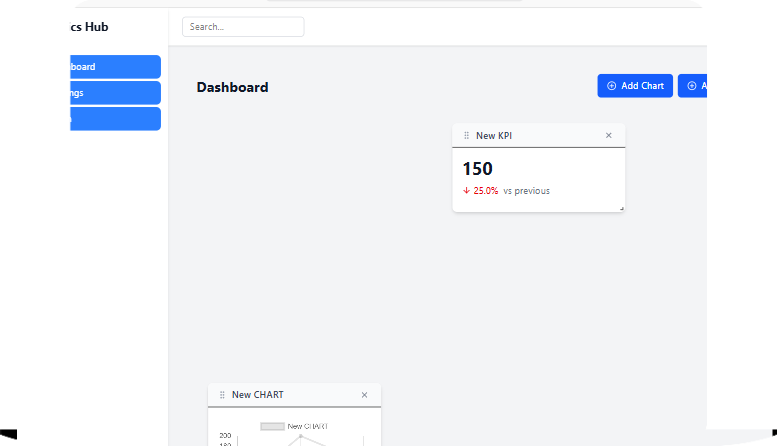 cs Hub
Search...
board
ngs
Dashboard
Add Chart
A
New KPI
150
25.0% vs previous
New CHART
New CHART
200